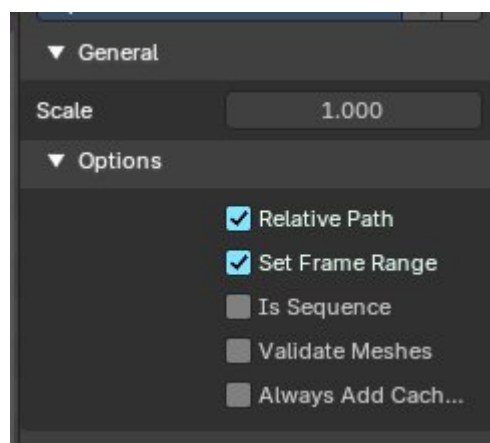 General
Scale 1.000
Options
Relative Path
Set Frame Range
Is Sequence
Validate Meshes
Always Add Cach...